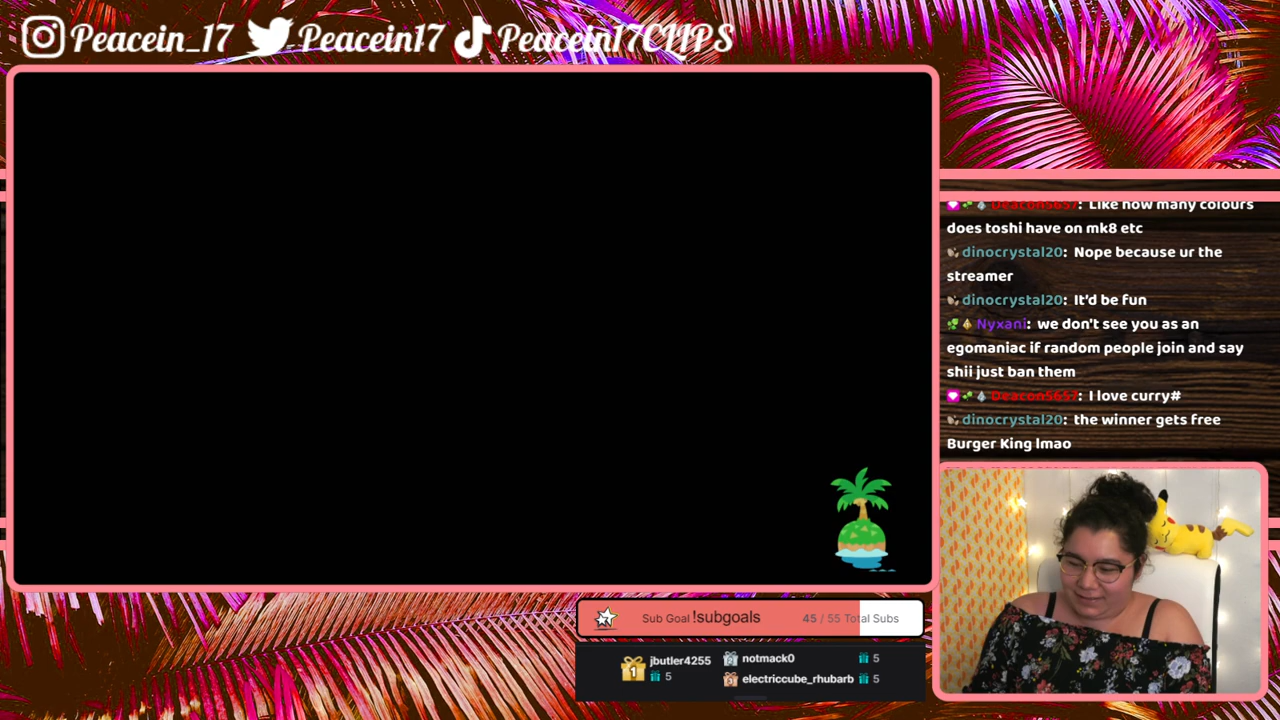 Peacein_17 Peacein17 Peacein17ClIPS
Deacon5657: Like how many colours
does toshi have on mk8 etc
dinocrystal20: Nope because ur the
streamer
dinocrystal20: It'd be fun
Nyxani: we don't see you as an
egomaniac if random people join and say
shii just ban them
Deacon5657: I love curry#
dinocrystal20: the winner gets free
Burger King lmao
Sub Goal !subgoals 45 / 55 Total Subs
1 jbutler4255 5
notmack0 5
electriccube_rhubarb 5